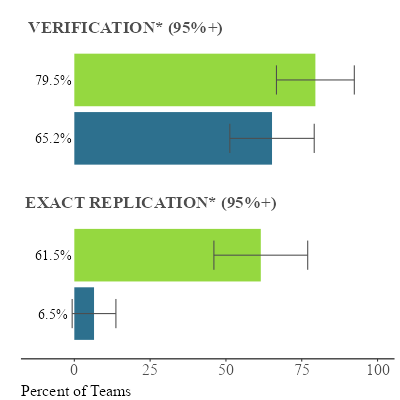 VERIFICATION* (95%+)
79.5%
65.2%
EXACT REPLICATION* (95%+)
61.5%
6.5%
0 25 50 75 100
Percent of Teams